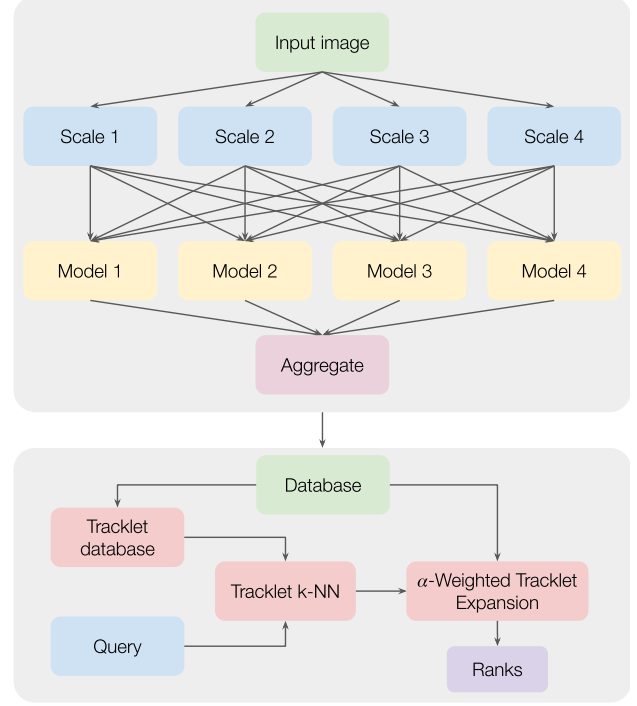 Input image
Scale 1
Scale 2
Scale 3
Scale 4
Model 1
Model 2
Model 3
Model 4
Aggregate
Database
Tracklet
database
Tracklet k-NN
α-Weighted Tracklet
Expansion
Query
Ranks